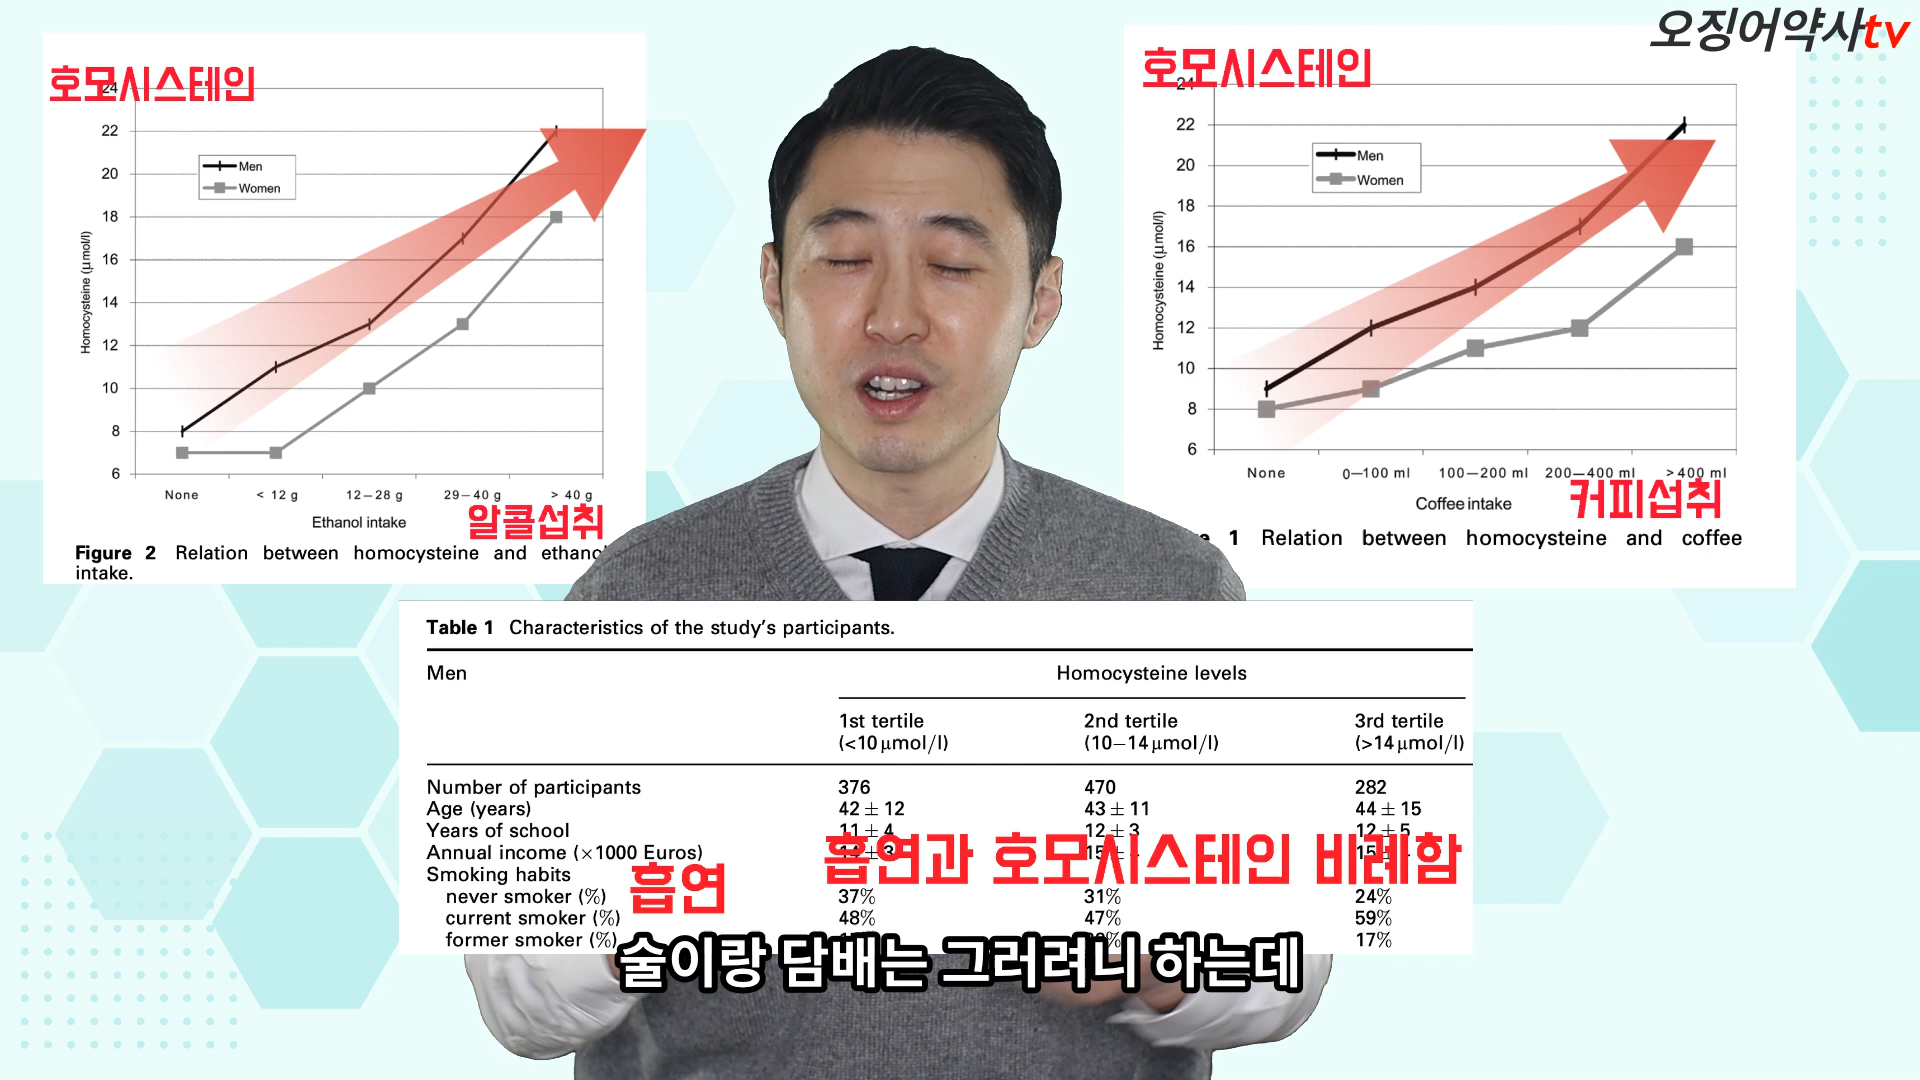 오징어약사tv
호모시스테인
24
22
20
18
16
14
12
10
8
6
Men
Women
Homocysteine (μmol/l)
None < 12 g 12–28 g 29–40 g > 40 g
Ethanol intake
알콜섭취
Figure 2 Relation between homocysteine and ethanol
intake.
호모시스테인
24
22
20
18
16
14
12
10
8
6
Men
Women
Homocysteine (μmol/l)
None 0–100 ml 100–200 ml 200–400 ml >400 ml
Coffee intake
커피섭취
1 Relation between homocysteine and coffee
Table 1 Characteristics of the study's participants.
Men Homocysteine levels
1st tertile 2nd tertile 3rd tertile
(<10 μmol/l) (10–14 μmol/l) (>14 μmol/l)
Number of participants 376 470 282
Age (years) 42 ± 12 43 ± 11 44 ± 15
Years of school 11 ± 4 12 ± 3 12 ± 5
Annual income (×1000 Euros)
Smoking habits
never smoker (%) 37% 31% 24%
current smoker (%) 48% 47% 59%
former smoker (%) 17%
흡연
흡연과 호모시스테인 비례함
술이랑 담배는 그러려니 하는데